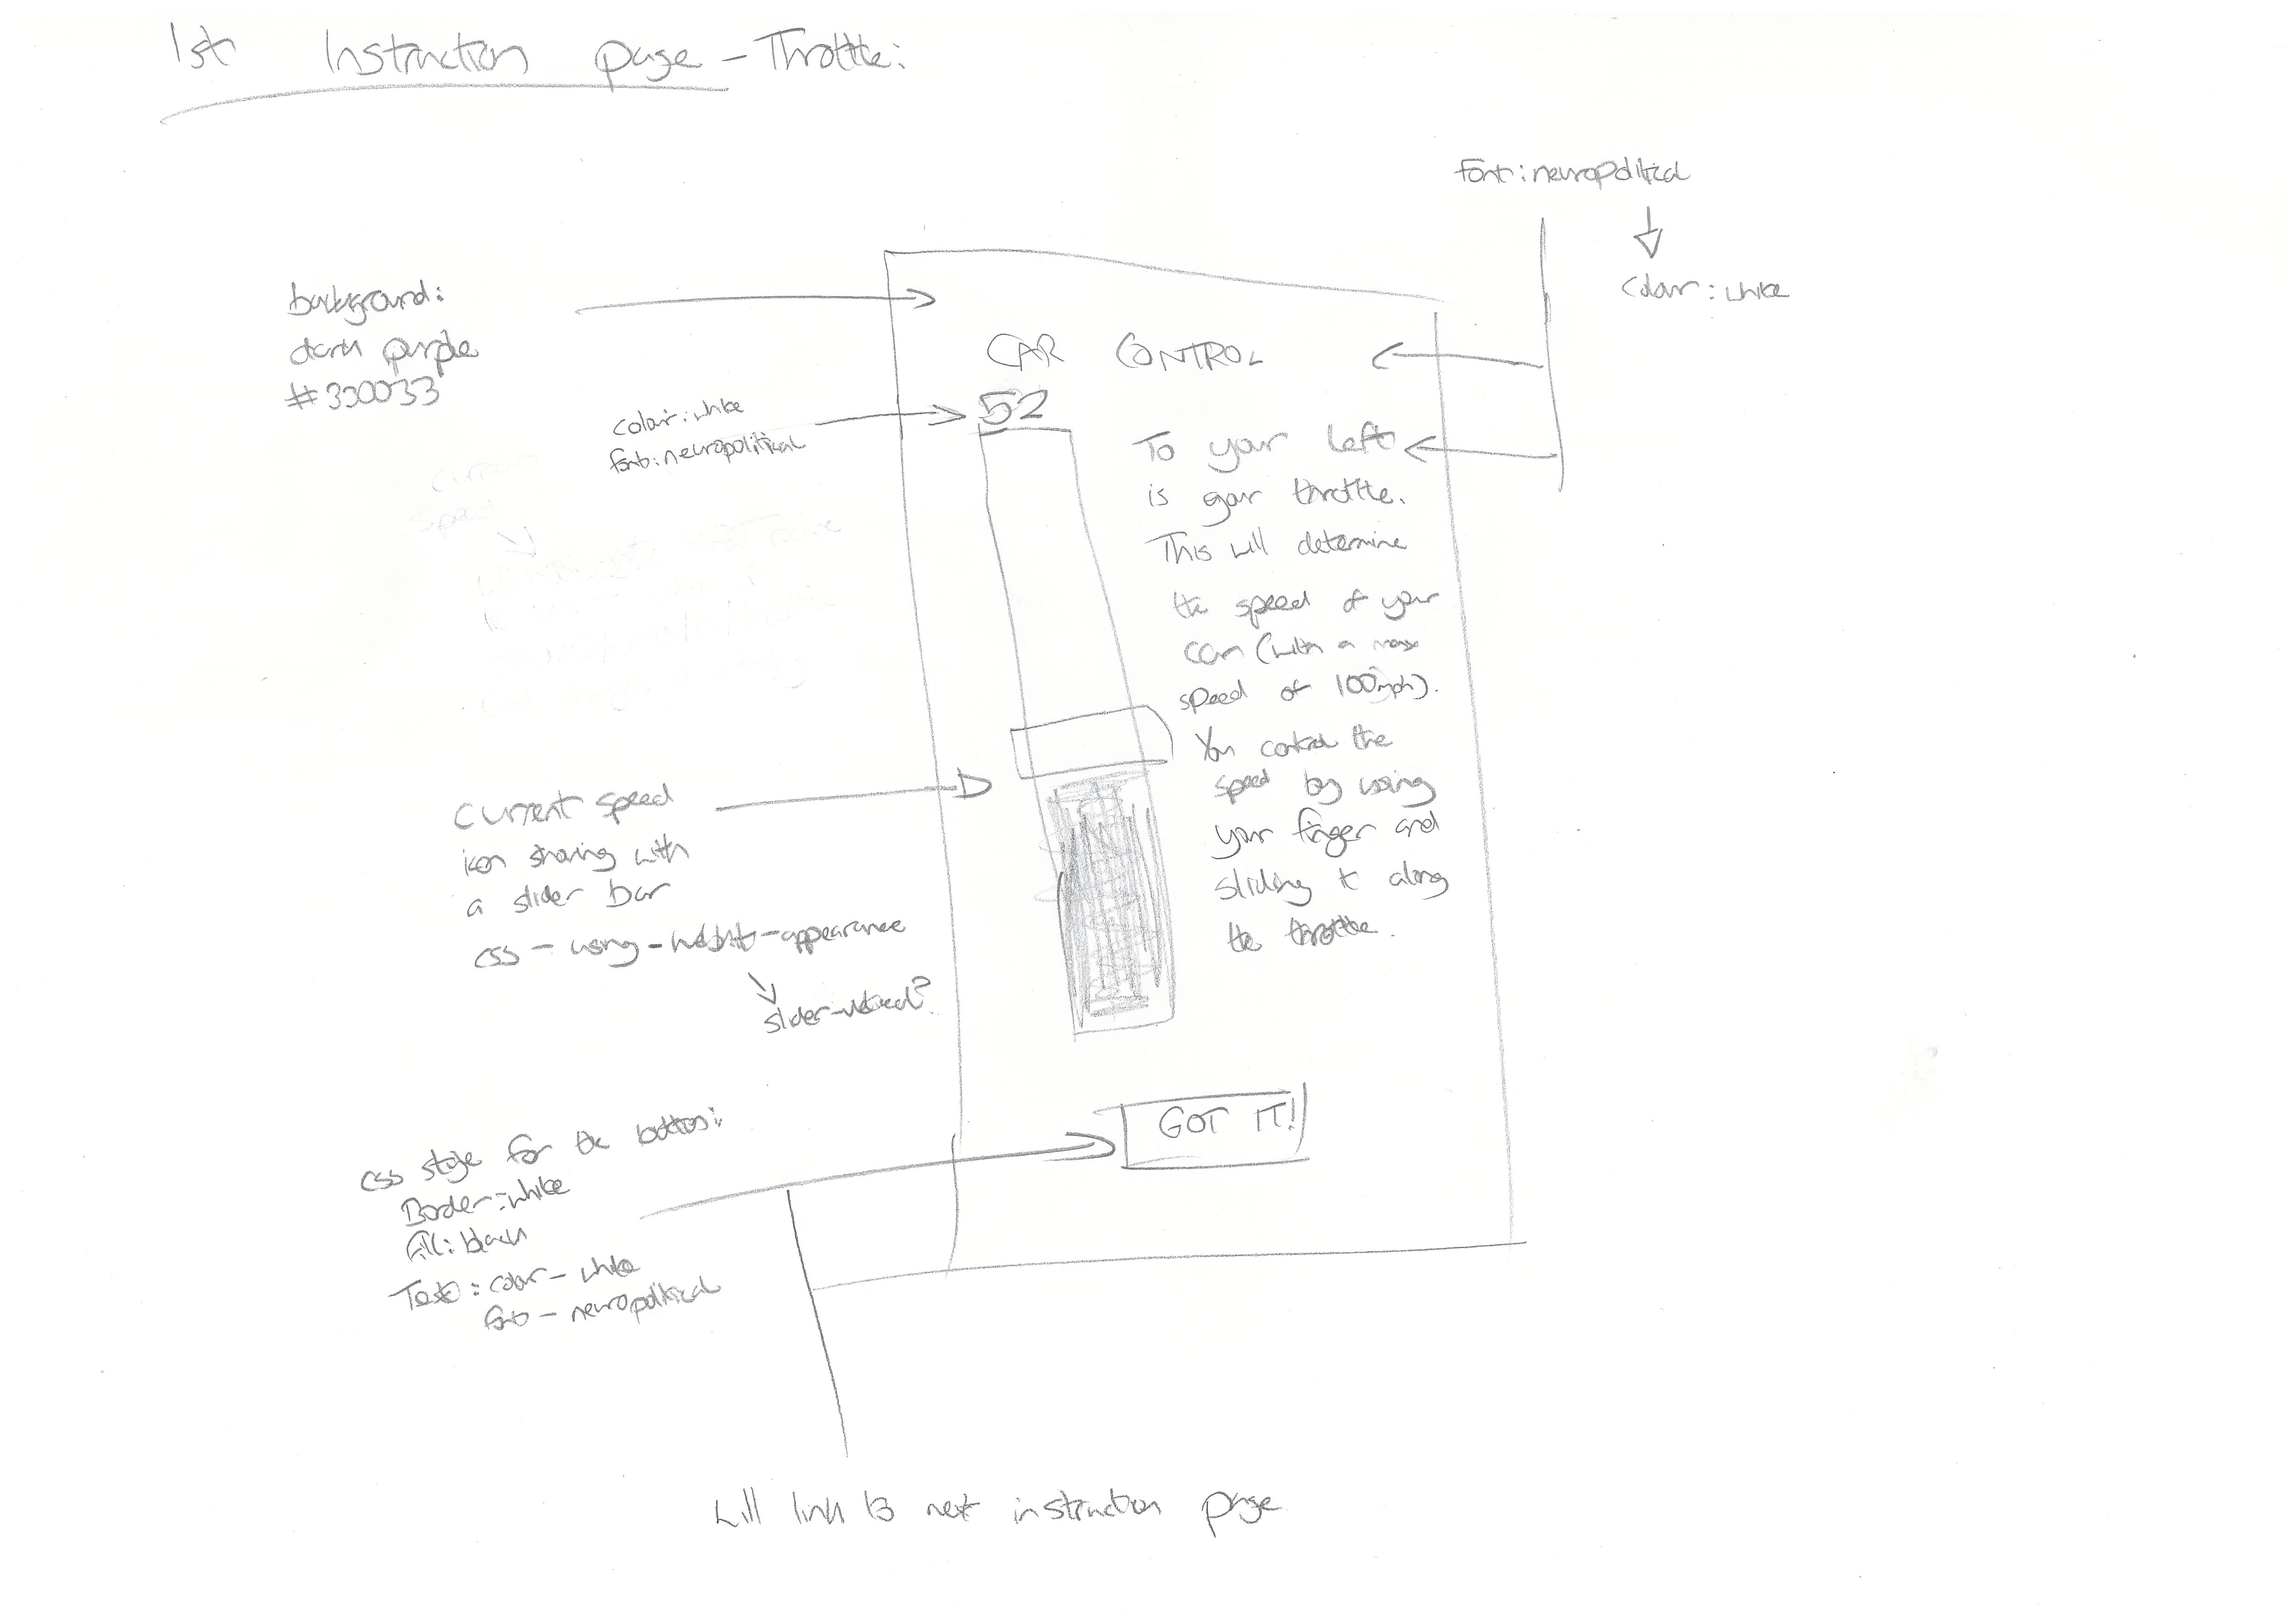 1st Instruction page - Throttle:
font: neuropolitical
colour: white
background:
dark purple
#330033
CAR CONTROL
colour: white
font: neuropolitical
52
To your left
is your throttle.
This will determine
the speed of your
car (with a max
speed of 100mph).
You control the
speed by using
your finger and
sliding it along
the throttle.
current speed
icon sharing with
a slider bar
css - using - webkit - appearance
slider-vertical?
GOT IT!
css style for the button:
Border: white
fill: black
Text: colour - white
font - neuropolitical
will link to next instruction page